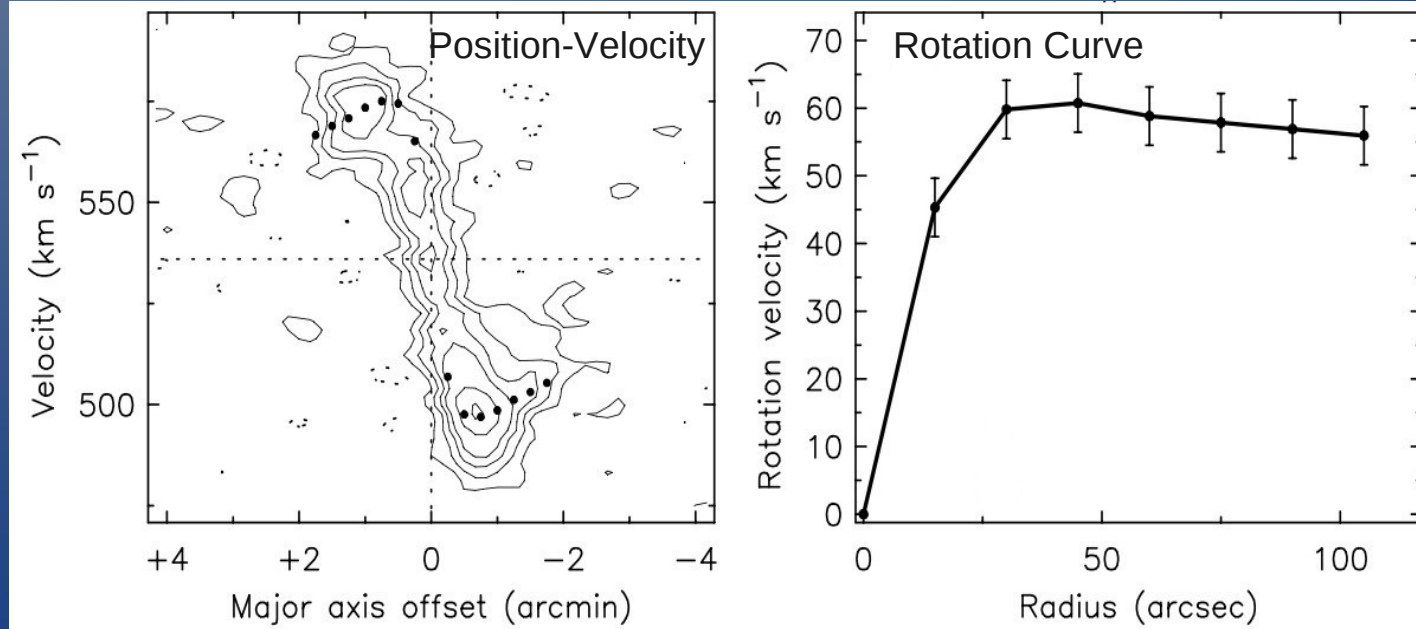 Position-Velocity
Velocity (km s⁻¹)
550
500
+4 +2 0 −2 −4
Major axis offset (arcmin)
Rotation Curve
Rotation velocity (km s⁻¹)
70
60
50
40
30
20
10
0
0 50 100
Radius (arcsec)